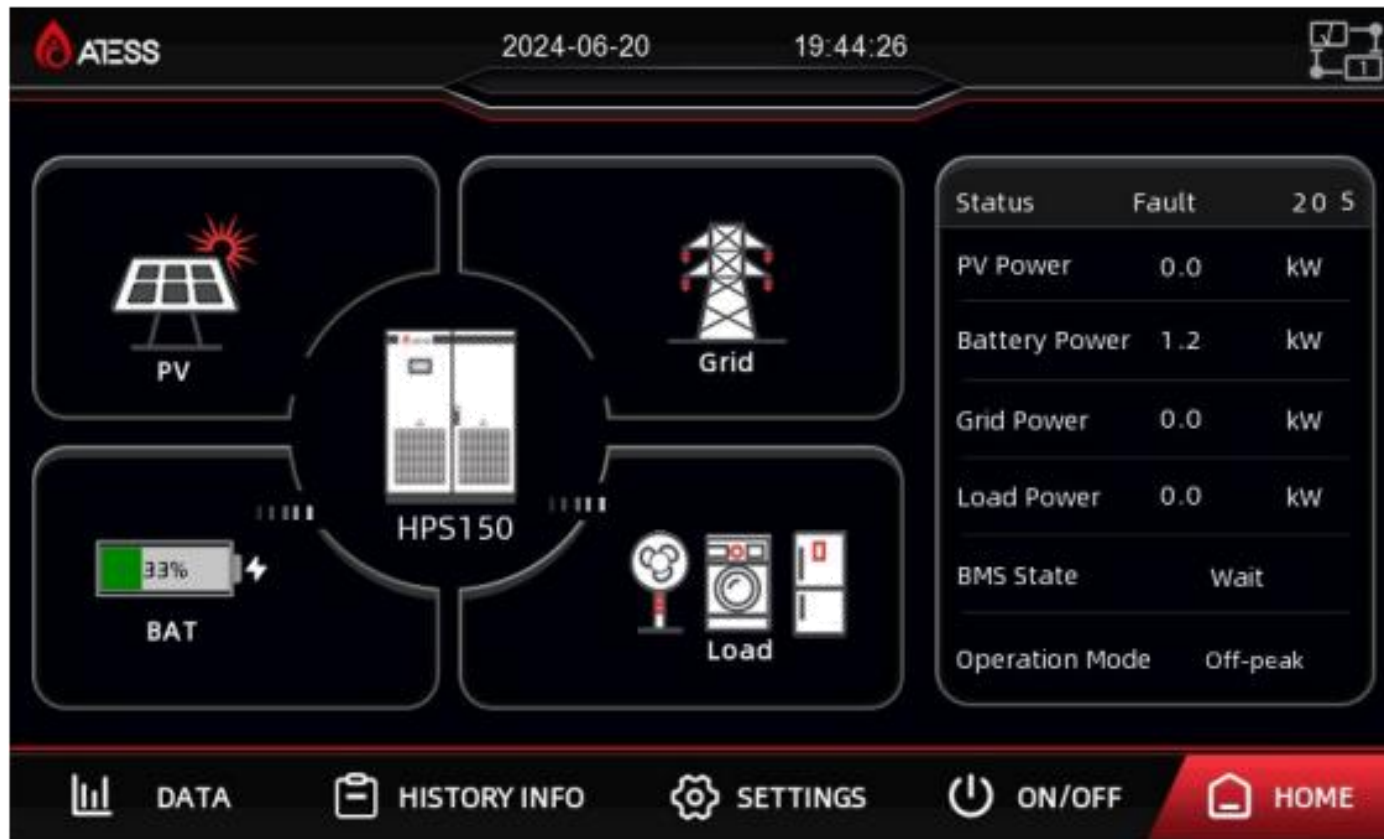 ATESS
2024-06-20 19:44:26
1
PV
Grid
HPS150
33%
BAT
Load
Status Fault 20 S
PV Power 0.0 kW
Battery Power 1.2 kW
Grid Power 0.0 kW
Load Power 0.0 kW
BMS State Wait
Operation Mode Off-peak
DATA
HISTORY INFO
SETTINGS
ON/OFF
HOME